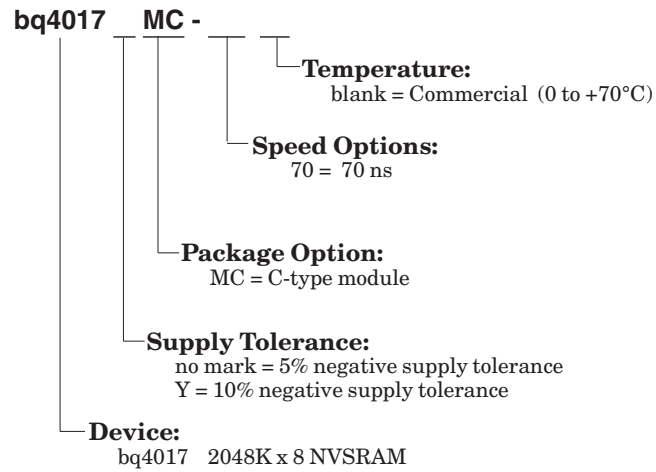 bq4017 MC -
Temperature:
blank = Commercial (0 to +70°C)
Speed Options:
70 = 70 ns
Package Option:
MC = C-type module
Supply Tolerance:
no mark = 5% negative supply tolerance
Y = 10% negative supply tolerance
Device:
bq4017 2048K x 8 NVSRAM